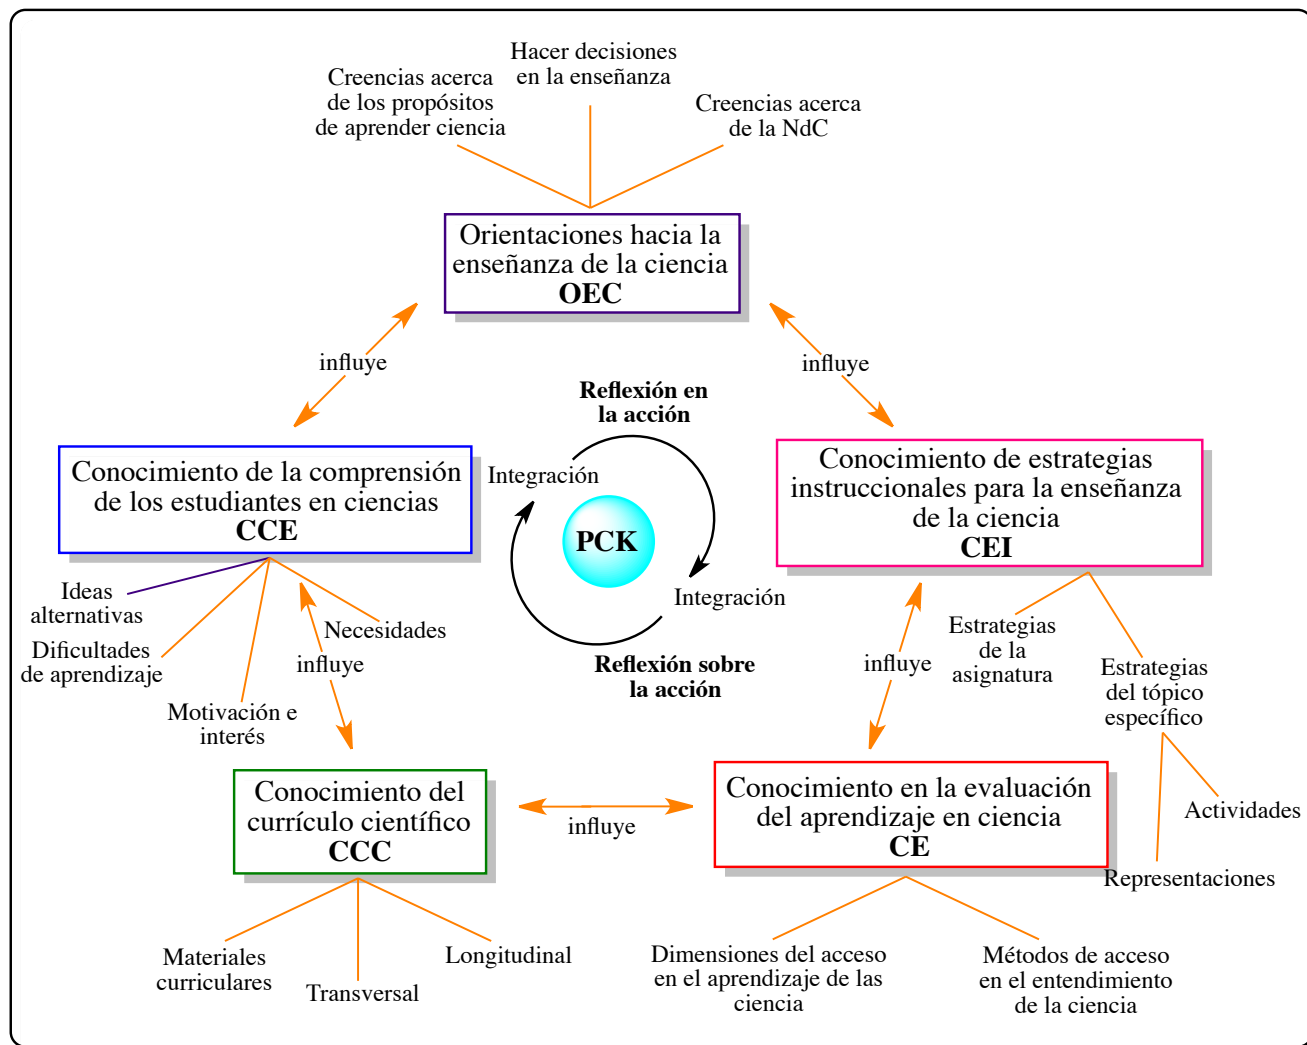 Hacer decisiones
en la enseñanza
Creencias acerca
de los propósitos
de aprender ciencia
Creencias acerca
de la NdC
Orientaciones hacia la
enseñanza de la ciencia
OEC
influye
influye
Reflexión en
la acción
Integración
PCK
Integración
Reflexión sobre
la acción
Conocimiento de la comprensión
de los estudiantes en ciencias
CCE
Conocimiento de estrategias
instruccionales para la enseñanza
de la ciencia
CEI
Ideas
alternativas
Dificultades
de aprendizaje
Motivación e
interés
Necesidades
influye
influye
Estrategias
de la
asignatura
Estrategias
del tópico
específico
Actividades
Representaciones
Conocimiento del
currículo científico
CCC
influye
Conocimiento en la evaluación
del aprendizaje en ciencia
CE
Materiales
curriculares
Transversal
Longitudinal
Dimensiones del acceso
en el aprendizaje de las
ciencia
Métodos de acceso
en el entendimiento
de la ciencia